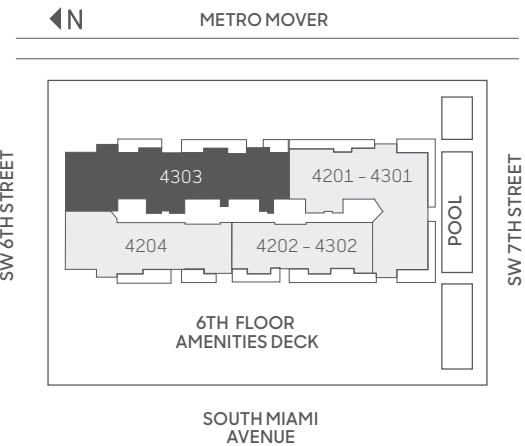 N
METRO MOVER
SW 6TH STREET
4303
4201 – 4301
SW 7TH STREET
POOL
4204
4202 – 4302
6TH FLOOR
AMENITIES DECK
SOUTH MIAMI
AVENUE